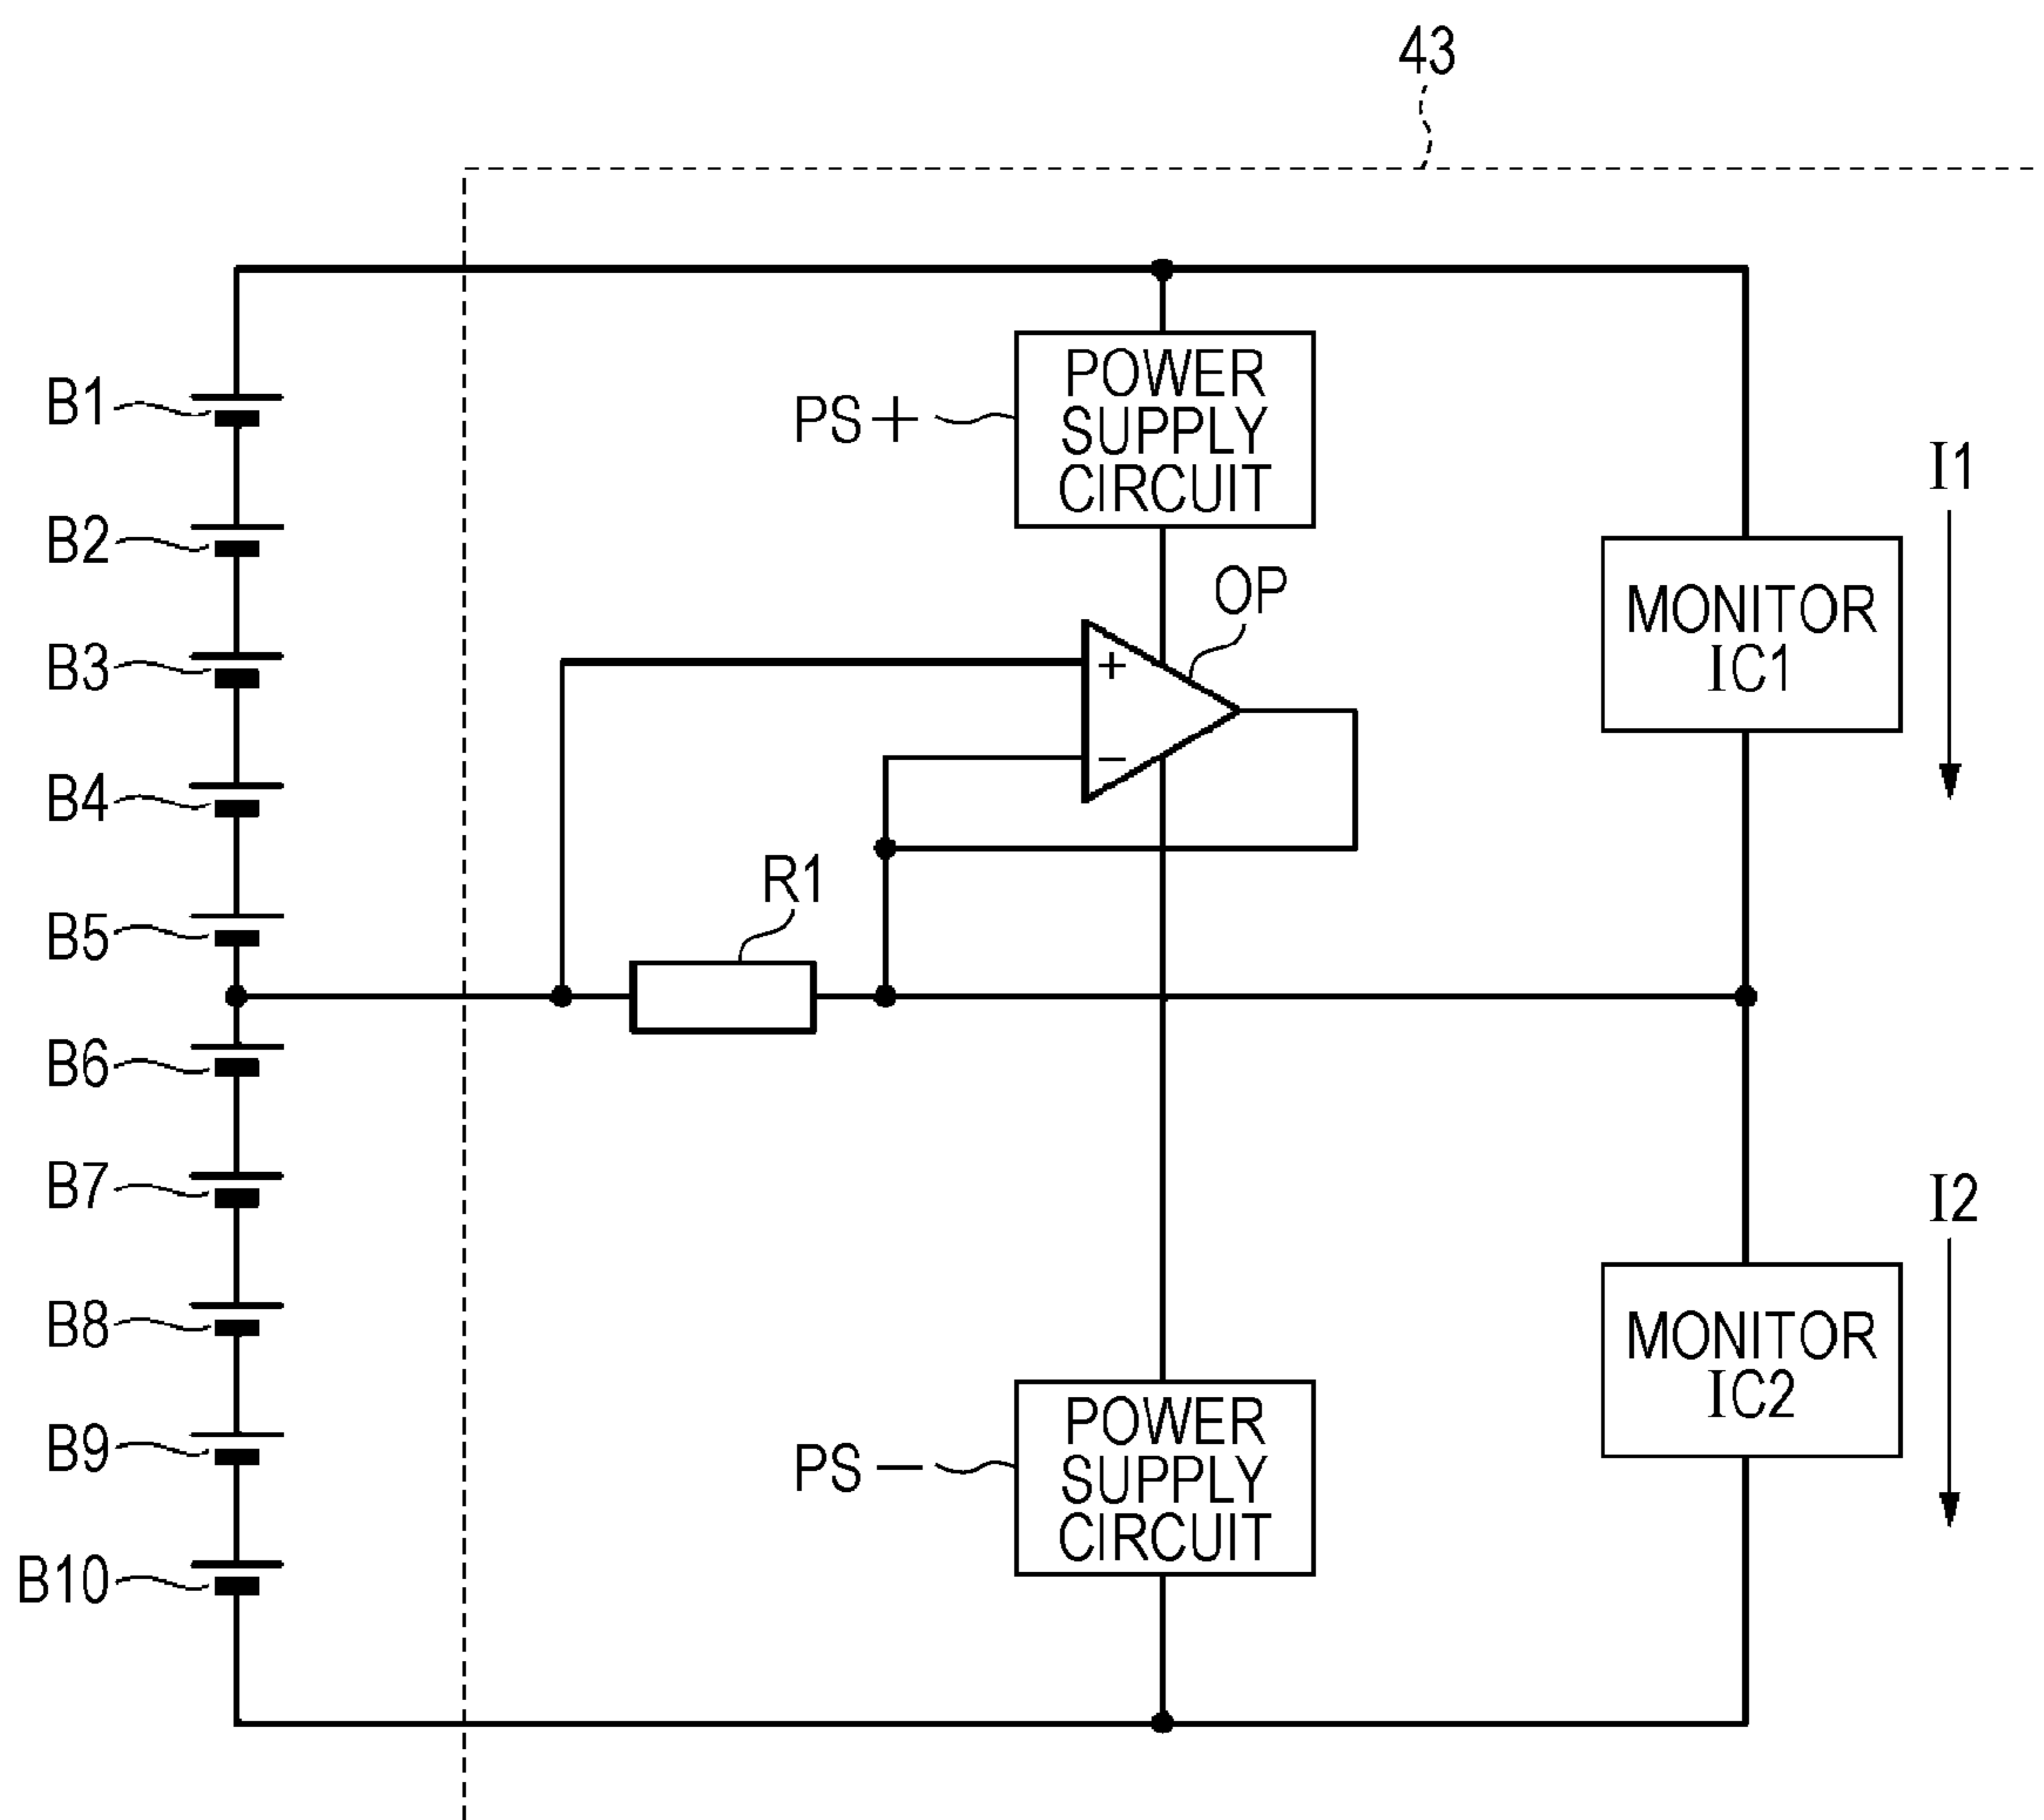 43
B1
B2
B3
B4
B5
B6
B7
B8
B9
B10
PS+
POWER
SUPPLY
CIRCUIT
OP
+
−
R1
MONITOR
IC1
I1
PS−
POWER
SUPPLY
CIRCUIT
MONITOR
IC2
I2